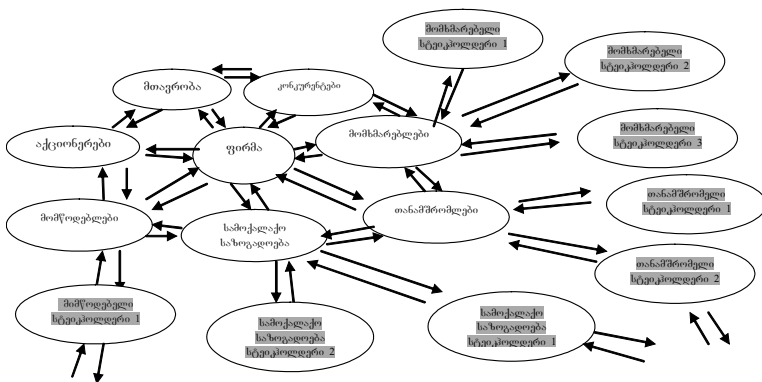 მომხმარებელი
სტეიკჰოლდერი 1
მომხმარებელი
სტეიკჰოლდერი 2
მთავრობა
კონკურენტები
მომხმარებლები
მომხმარებელი
სტეიკჰოლდერი 3
აქციონერები
ფირმა
თანამშრომელი
სტეიკჰოლდერი 1
მომწოდებლები
სამოქალაქო
საზოგადოება
თანამშრომლები
თანამშრომელი
სტეიკჰოლდერი 2
მიმწოდებელი
სტეიკჰოლდერი 1
სამოქალაქო
საზოგადოება
სტეიკჰოლდერი 2
სამოქალაქო
საზოგადოება
სტეიკჰოლდერი 1